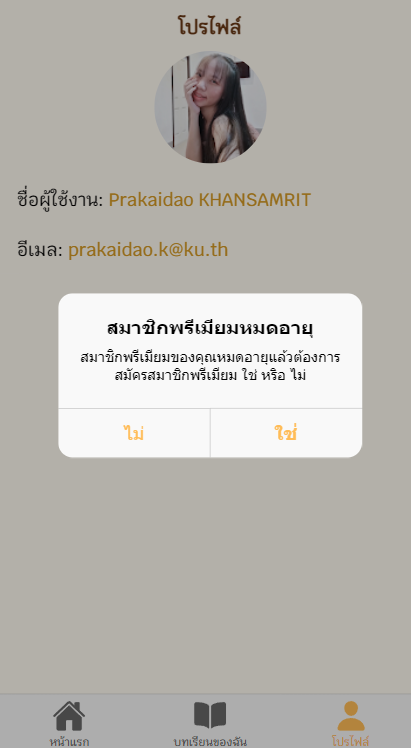 โปรไฟล์
ชื่อผู้ใช้งาน: Prakaidao KHANSAMRIT
อีเมล: prakaidao.k@ku.th
สมาชิกพรีเมียมหมดอายุ
สมาชิกพรีเมียมของคุณหมดอายุแล้วต้องการ
สมัครสมาชิกพรีเมียม ใช่ หรือ ไม่
ไม่ ใช่
หน้าแรก บทเรียนของฉัน โปรไฟล์